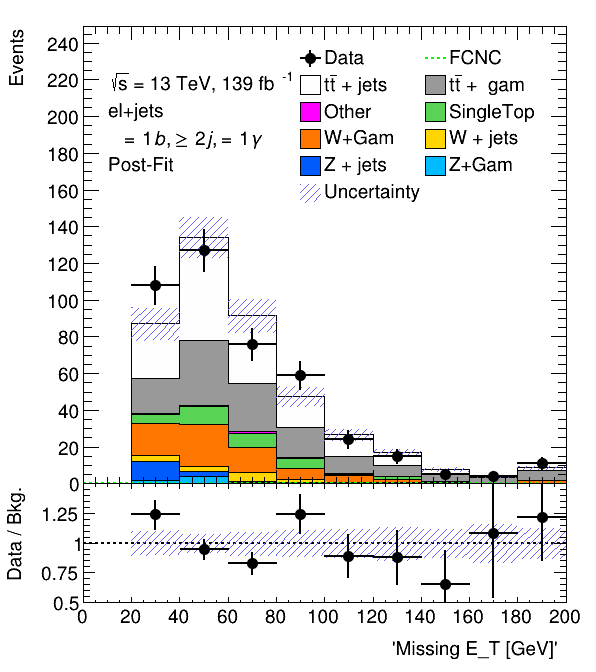 Events
240
220
200
180
160
140
120
100
80
60
40
20
0
√s = 13 TeV, 139 fb⁻¹
el+jets
= 1b, ≥ 2j, = 1γ
Post-Fit
Data
FCNC
tt̄ + jets
tt̄ + gam
Other
SingleTop
W+Gam
W + jets
Z + jets
Z+Gam
Uncertainty
Data / Bkg.
1.25
1
0.75
0.5
0 20 40 60 80 100 120 140 160 180 200
'Missing E_T [GeV]'